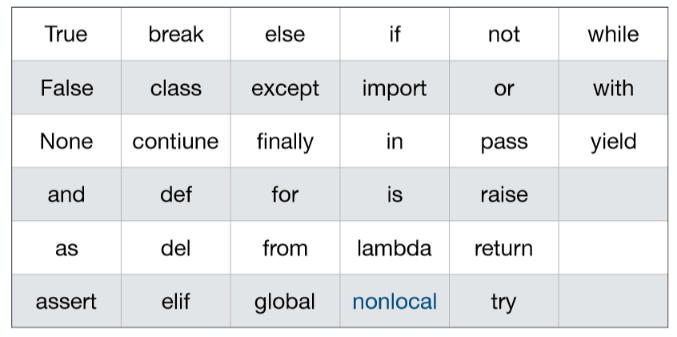 True break else if not while
False class except import or with
None contiune finally in pass yield
and def for is raise
as del from lambda return
assert elif global nonlocal try